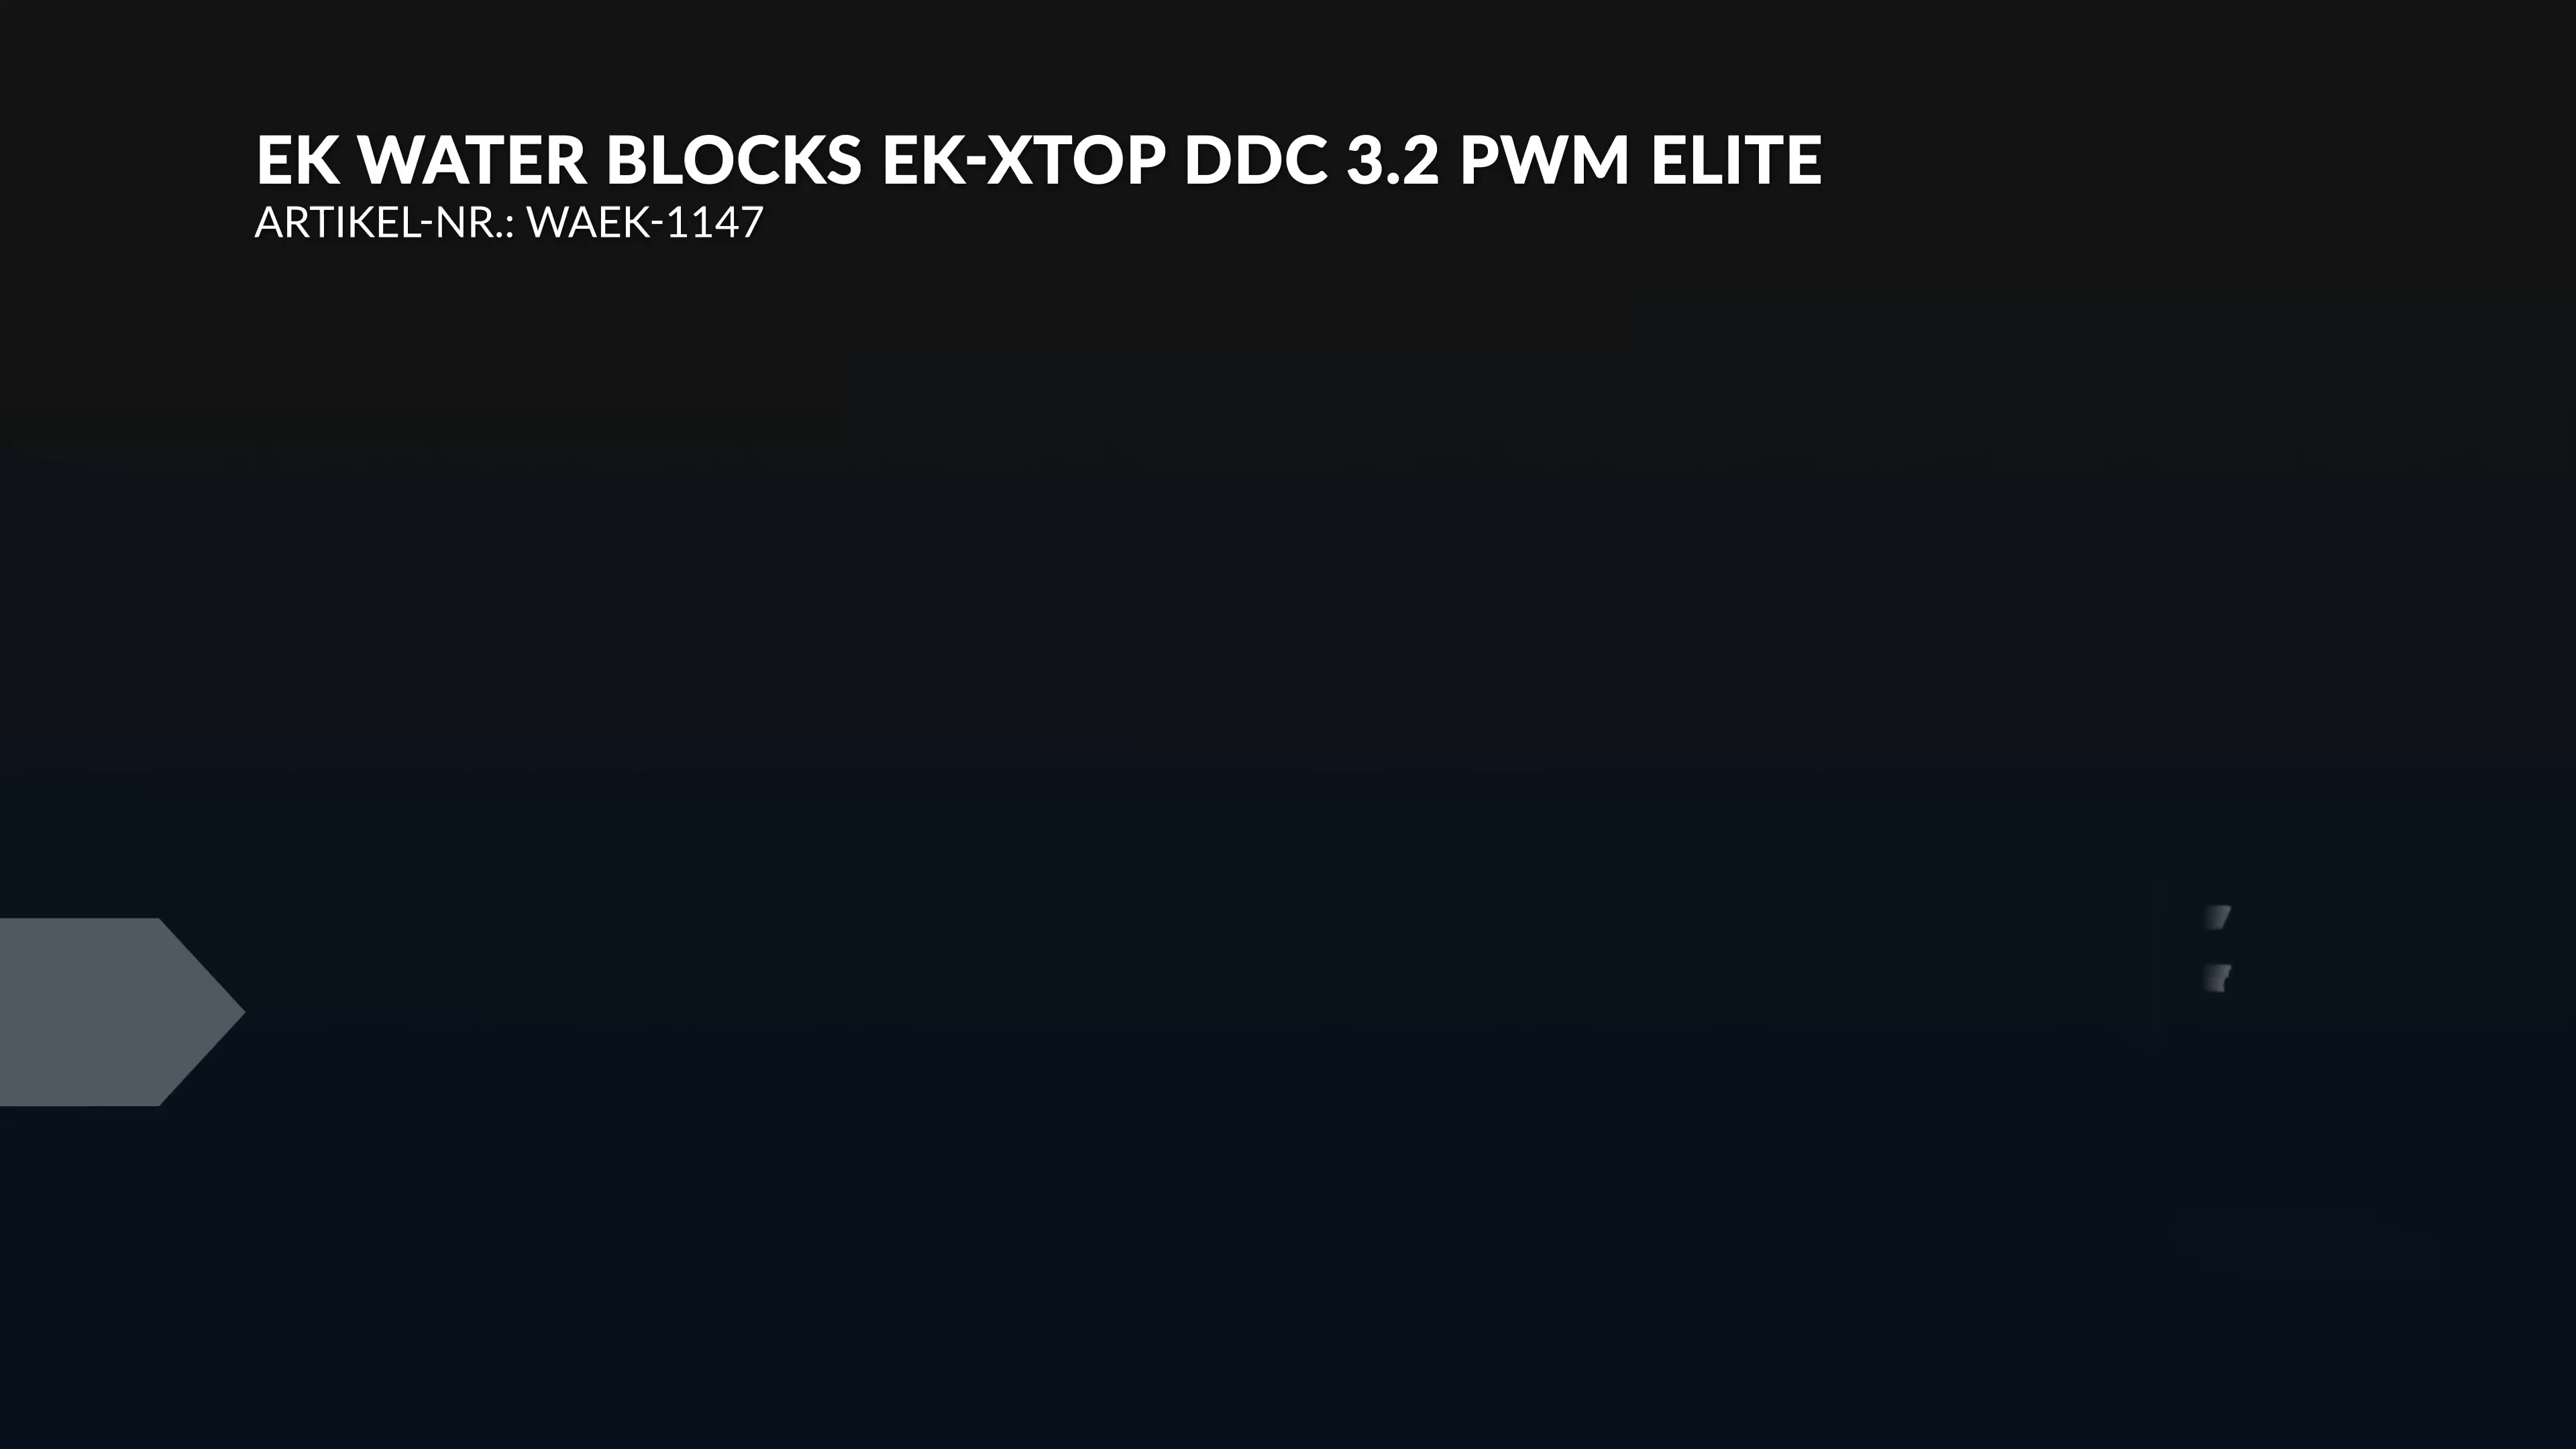 EK WATER BLOCKS EK-XTOP DDC 3.2 PWM ELITE
ARTIKEL-NR.: WAEK-1147